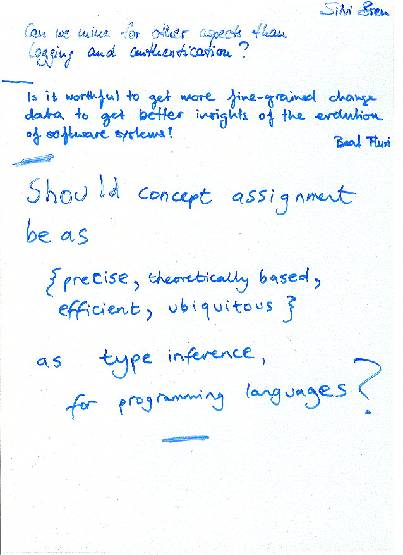 Silvi Breu
Can we mine for other aspects than
logging and authentication?
Is it worthful to get more fine-grained change
data to get better insights of the evolution
of software systems?
Beat Fluri
Should concept assignment
be as
{precise, theoretically based,
efficient, ubiquitous}
as type inference,
for programming languages?